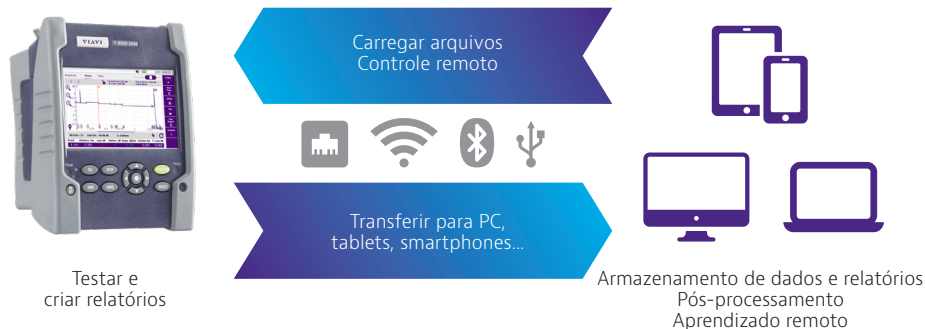 VIAVI
Carregar arquivos
Controle remoto
Transferir para PC,
tablets, smartphones...
Testar e
criar relatórios
Armazenamento de dados e relatórios
Pós-processamento
Aprendizado remoto